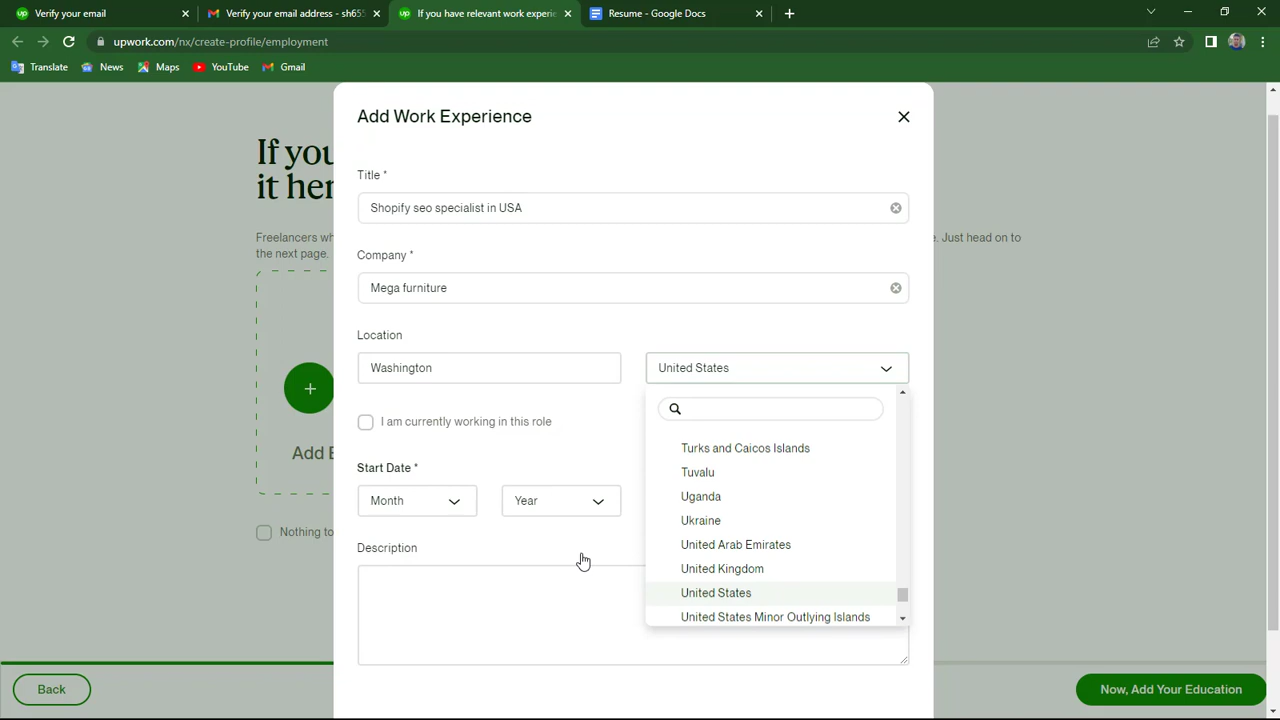 Verify your email
Verify your email address - sh655
If you have relevant work experie
Resume - Google Docs
upwork.com/nx/create-profile/employment
Translate
News
Maps
YouTube
Gmail
If you
it her
Freelancers wh
e. Just head on to
the next page.
Add E
Nothing to
Add Work Experience
Title *
Shopify seo specialist in USA
Company *
Mega furniture
Location
Washington
United States
I am currently working in this role
Turks and Caicos Islands
Tuvalu
Uganda
Ukraine
United Arab Emirates
United Kingdom
United States
United States Minor Outlying Islands
Start Date *
Month
Year
Description
Back
Now, Add Your Education